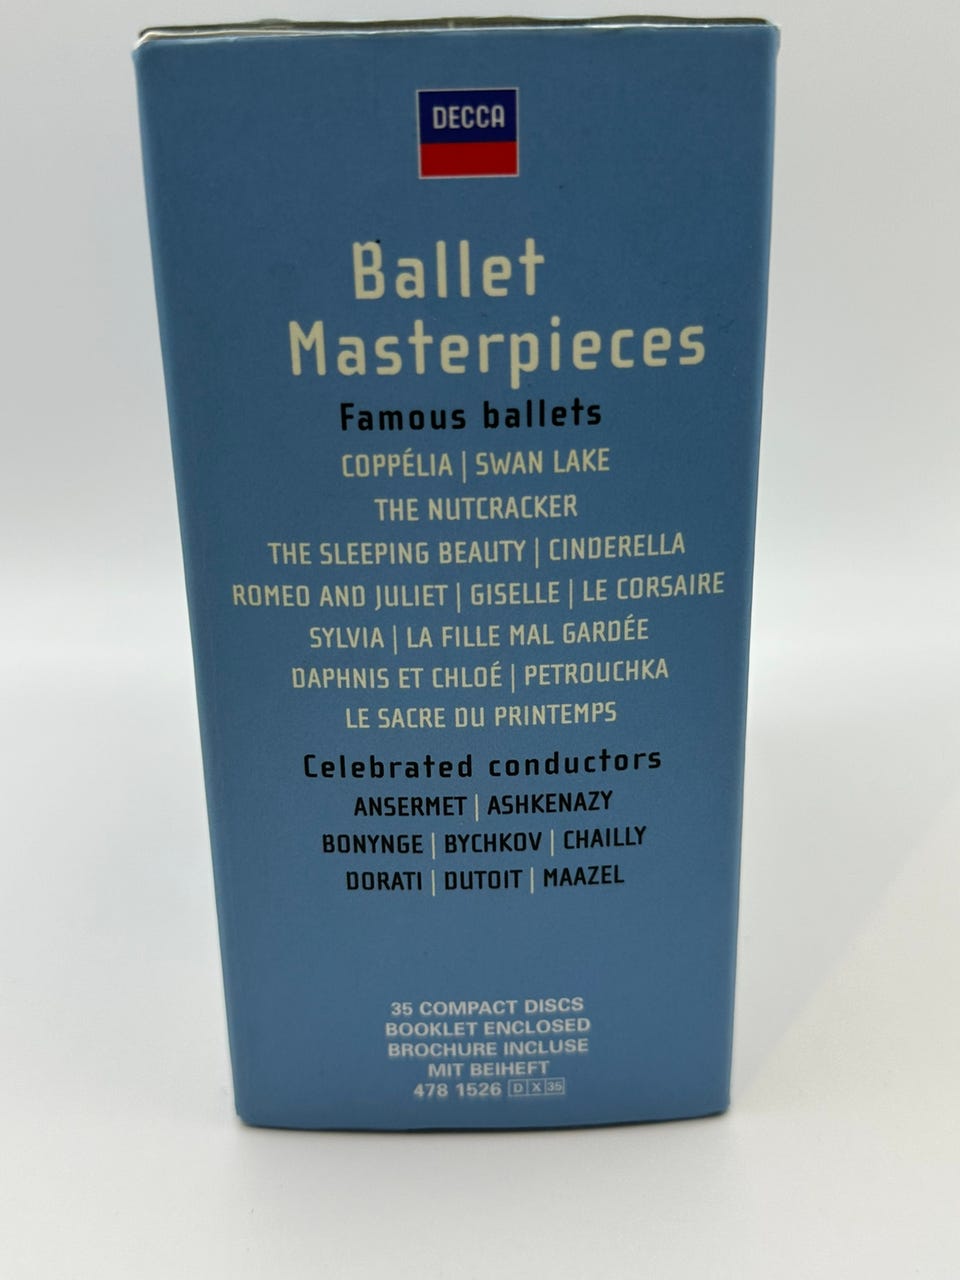 DECCA
Ballet
Masterpieces
Famous ballets
COPPÉLIA | SWAN LAKE
THE NUTCRACKER
THE SLEEPING BEAUTY | CINDERELLA
ROMEO AND JULIET | GISELLE | LE CORSAIRE
SYLVIA | LA FILLE MAL GARDÉE
DAPHNIS ET CHLOÉ | PETROUCHKA
LE SACRE DU PRINTEMPS
Celebrated conductors
ANSERMET | ASHKENAZY
BONYNGE | BYCHKOV | CHAILLY
DORATI | DUTOIT | MAAZEL
35 COMPACT DISCS
BOOKLET ENCLOSED
BROCHURE INCLUSE
MIT BEIHEFT
478 1526 D X 35